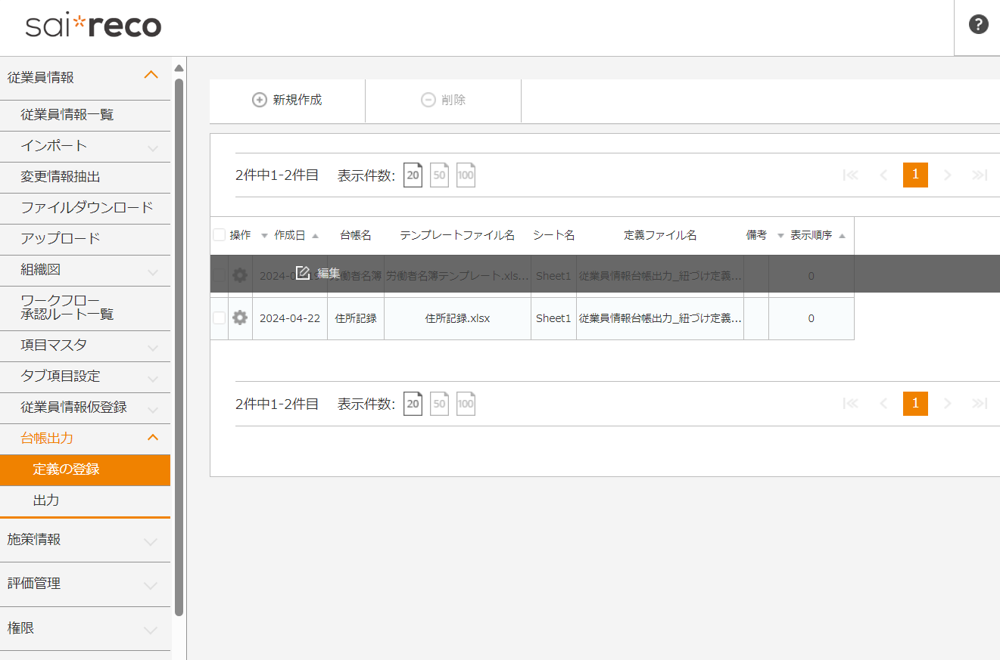 sai*reco
?
従業員情報
従業員情報一覧
インポート
変更情報抽出
ファイルダウンロード
アップロード
組織図
ワークフロー
承認ルート一覧
項目マスタ
タブ項目設定
従業員情報仮登録
台帳出力
定義の登録
出力
施策情報
評価管理
権限
新規作成 削除
2件中1-2件目 表示件数: 20 50 100 1
操作 作成日 台帳名 テンプレートファイル名 シート名 定義ファイル名 備考 表示順序
2024-0 編集 働者名簿 労働者名簿テンプレート.xls... Sheet1 従業員情報台帳出力_紐づけ定義... 0
2024-04-22 住所記録 住所記録.xlsx Sheet1 従業員情報台帳出力_紐づけ定義... 0
2件中1-2件目 表示件数: 20 50 100 1